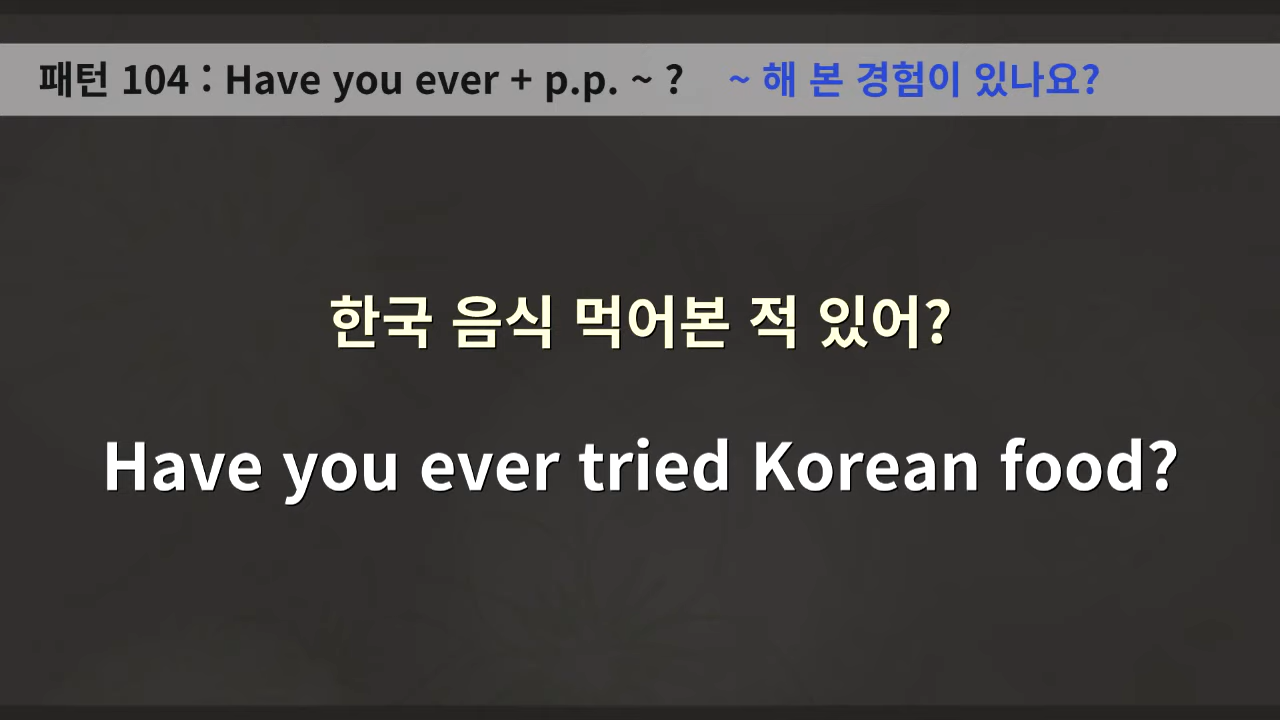 패턴 104 : Have you ever + p.p. ~ ? ~ 해 본 경험이 있나요?
한국 음식 먹어본 적 있어?
Have you ever tried Korean food?